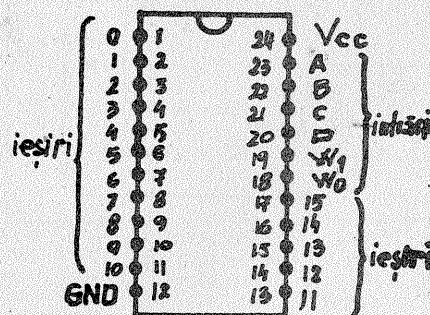 0 1 24 Vcc
1 2 23 A
2 3 22 B
3 4 21 C
4 5 20 D
ieșiri
intrări
5 6 19 W1
6 7 18 W0
7 8 17 15
8 9 16 14
9 10 15 13
ieșiri
10 11 14 12
GND 12 13 11